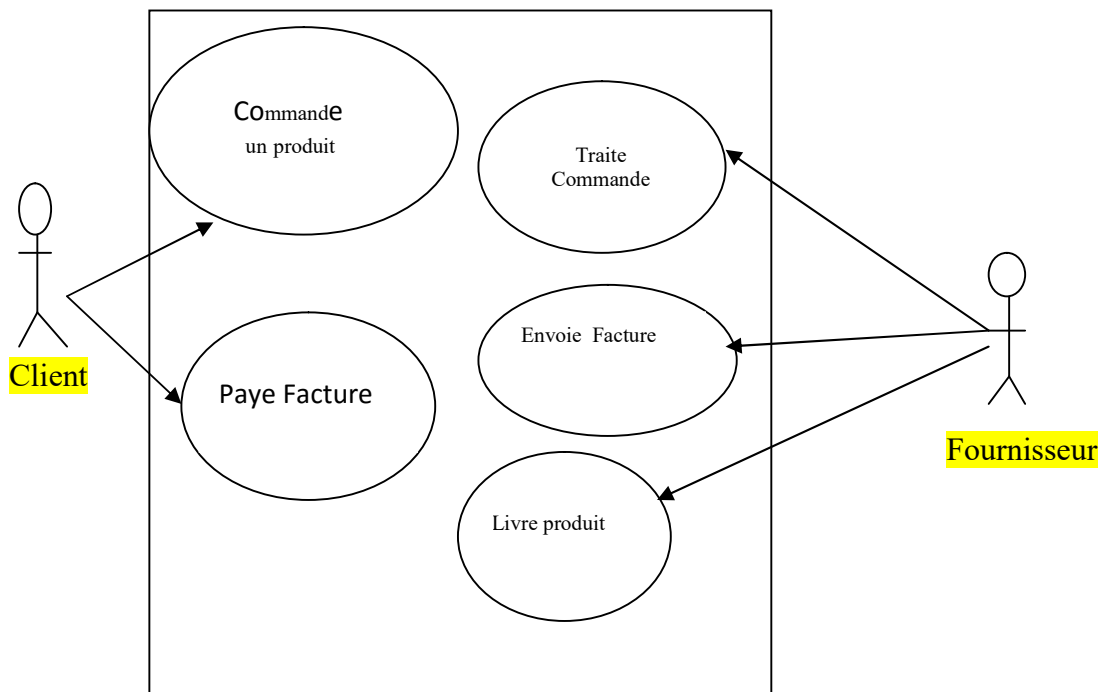 Commande
un produit
Traite
Commande
Client
Paye Facture
Envoie Facture
Livre produit
Fournisseur